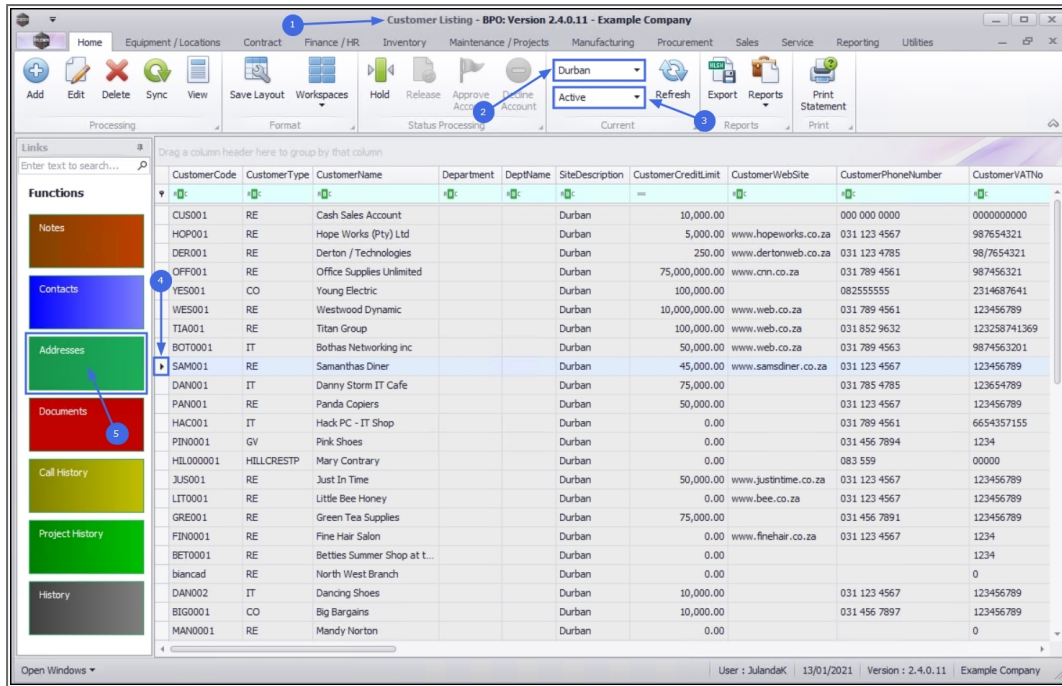 1
Customer Listing - BPO: Version 2.4.0.11 - Example Company
Home Equipment / Locations Contract Finance / HR Inventory Maintenance / Projects Manufacturing Procurement Sales Service Reporting Utilities
Add Edit Delete Sync View Save Layout Workspaces Hold Release Approve Account Decline Account Durban Active Refresh Export Reports Print Statement
2
3
Processing Format Status Processing Current Reports Print
Links
Enter text to search...
Drag a column header here to group by that column
CustomerCode CustomerType CustomerName Department DeptName SiteDescription CustomerCreditLimit CustomerWebSite CustomerPhoneNumber CustomerVATNo
Functions
Notes
Contacts
Addresses
Documents
Call History
Project History
History
4
5
CUS001 RE Cash Sales Account Durban 10,000.00 000 000 0000 0000000000
HOP001 RE Hope Works (Pty) Ltd Durban 5,000.00 www.hopeworks.co.za 031 123 4567 987654321
DER001 RE Derton / Technologies Durban 250.00 www.dertonweb.co.za 031 123 4785 98/7654321
OFF001 RE Office Supplies Unlimited Durban 75,000,000.00 www.cnn.co.za 031 789 4561 987456321
YES001 CO Young Electric Durban 100,000.00 082555555 2314687641
WES001 RE Westwood Dynamic Durban 10,000,000.00 www.web.co.za 031 789 4561 123456789
TIA001 RE Titan Group Durban 100,000.00 www.web.co.za 031 852 9632 123258741369
BOT0001 IT Bothas Networking inc Durban 50,000.00 www.web.co.za 031 789 4563 9874563201
SAM001 RE Samanthas Diner Durban 45,000.00 www.samsdiner.co.za 031 123 4567 123456789
DAN001 IT Danny Storm IT Cafe Durban 75,000.00 031 785 4785 123654789
PAN001 RE Panda Copiers Durban 50,000.00 031 123 4567 123456789
HAC001 IT Hack PC - IT Shop Durban 0.00 031 789 4561 6654357155
PIN0001 GV Pink Shoes Durban 0.00 031 456 7894 1234
HIL000001 HILLCRESTP Mary Contrary Durban 0.00 083 559 00000
JUS001 RE Just In Time Durban 50,000.00 www.justintime.co.za 031 123 4567 123456789
LIT0001 RE Little Bee Honey Durban 0.00 www.bee.co.za 031 123 4567 123456789
GRE001 RE Green Tea Supplies Durban 75,000.00 031 456 7891 123456789
FIN0001 RE Fine Hair Salon Durban 0.00 www.finehair.co.za 031 123 4567 1234
BET0001 RE Betties Summer Shop at t... Durban 0.00 1234
biancad RE North West Branch Durban 0.00 0
DAN002 IT Dancing Shoes Durban 10,000.00 031 123 4567 123456789
BIG0001 CO Big Bargains Durban 10,000.00 031 456 7897 123456789
MAN0001 RE Mandy Norton Durban 0.00 0
Open Windows User : JulandaK 13/01/2021 Version : 2.4.0.11 Example Company